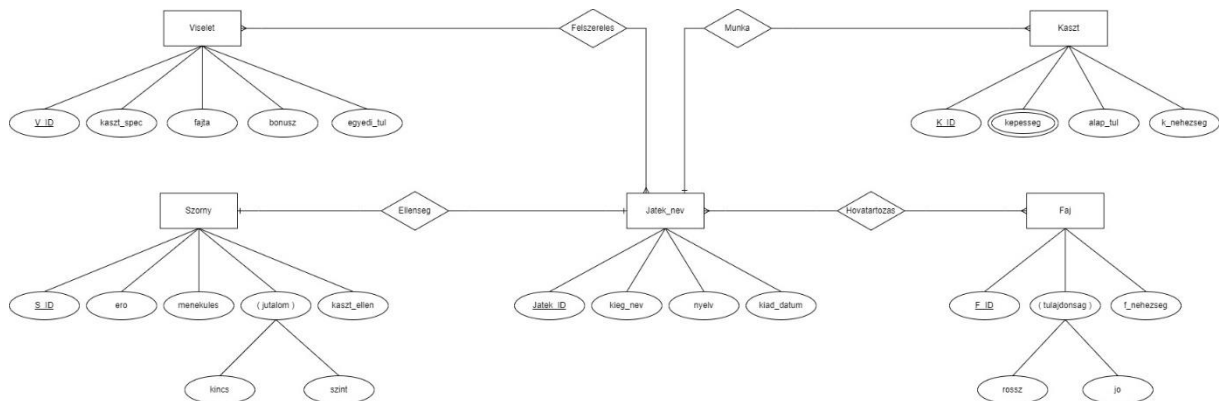 Viselet
Felszereles
Munka
Kaszt
V_ID
kaszt_spec
fajta
bonusz
egyedi_tul
K_ID
kepesseg
alap_tul
k_nehezseg
Szorny
Ellenseg
Jatek_nev
Hovatartozas
Faj
S_ID
ero
menekules
( jutalom )
kaszt_ellen
Jatek_ID
kieg_nev
nyelv
kiad_datum
F_ID
( tulajdonsag )
f_nehezseg
kincs
szint
rossz
jo